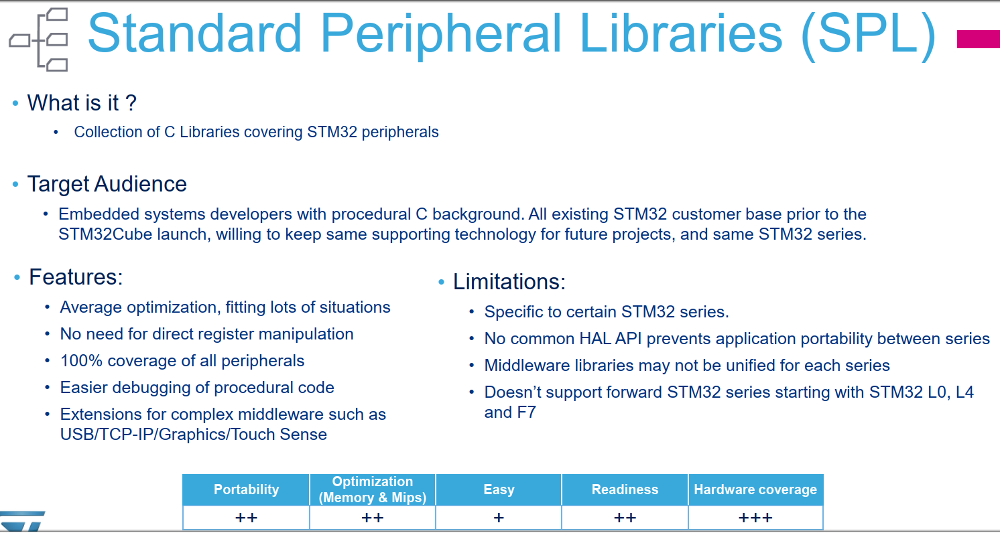 Standard Peripheral Libraries (SPL)
• What is it ?
• Collection of C Libraries covering STM32 peripherals
• Target Audience
• Embedded systems developers with procedural C background. All existing STM32 customer base prior to the
STM32Cube launch, willing to keep same supporting technology for future projects, and same STM32 series.
• Features:
• Average optimization, fitting lots of situations
• No need for direct register manipulation
• 100% coverage of all peripherals
• Easier debugging of procedural code
• Extensions for complex middleware such as
USB/TCP-IP/Graphics/Touch Sense
• Limitations:
• Specific to certain STM32 series.
• No common HAL API prevents application portability between series
• Middleware libraries may not be unified for each series
• Doesn’t support forward STM32 series starting with STM32 L0, L4
and F7
Portability Optimization (Memory & Mips) Easy Readiness Hardware coverage
++ ++ + ++ +++